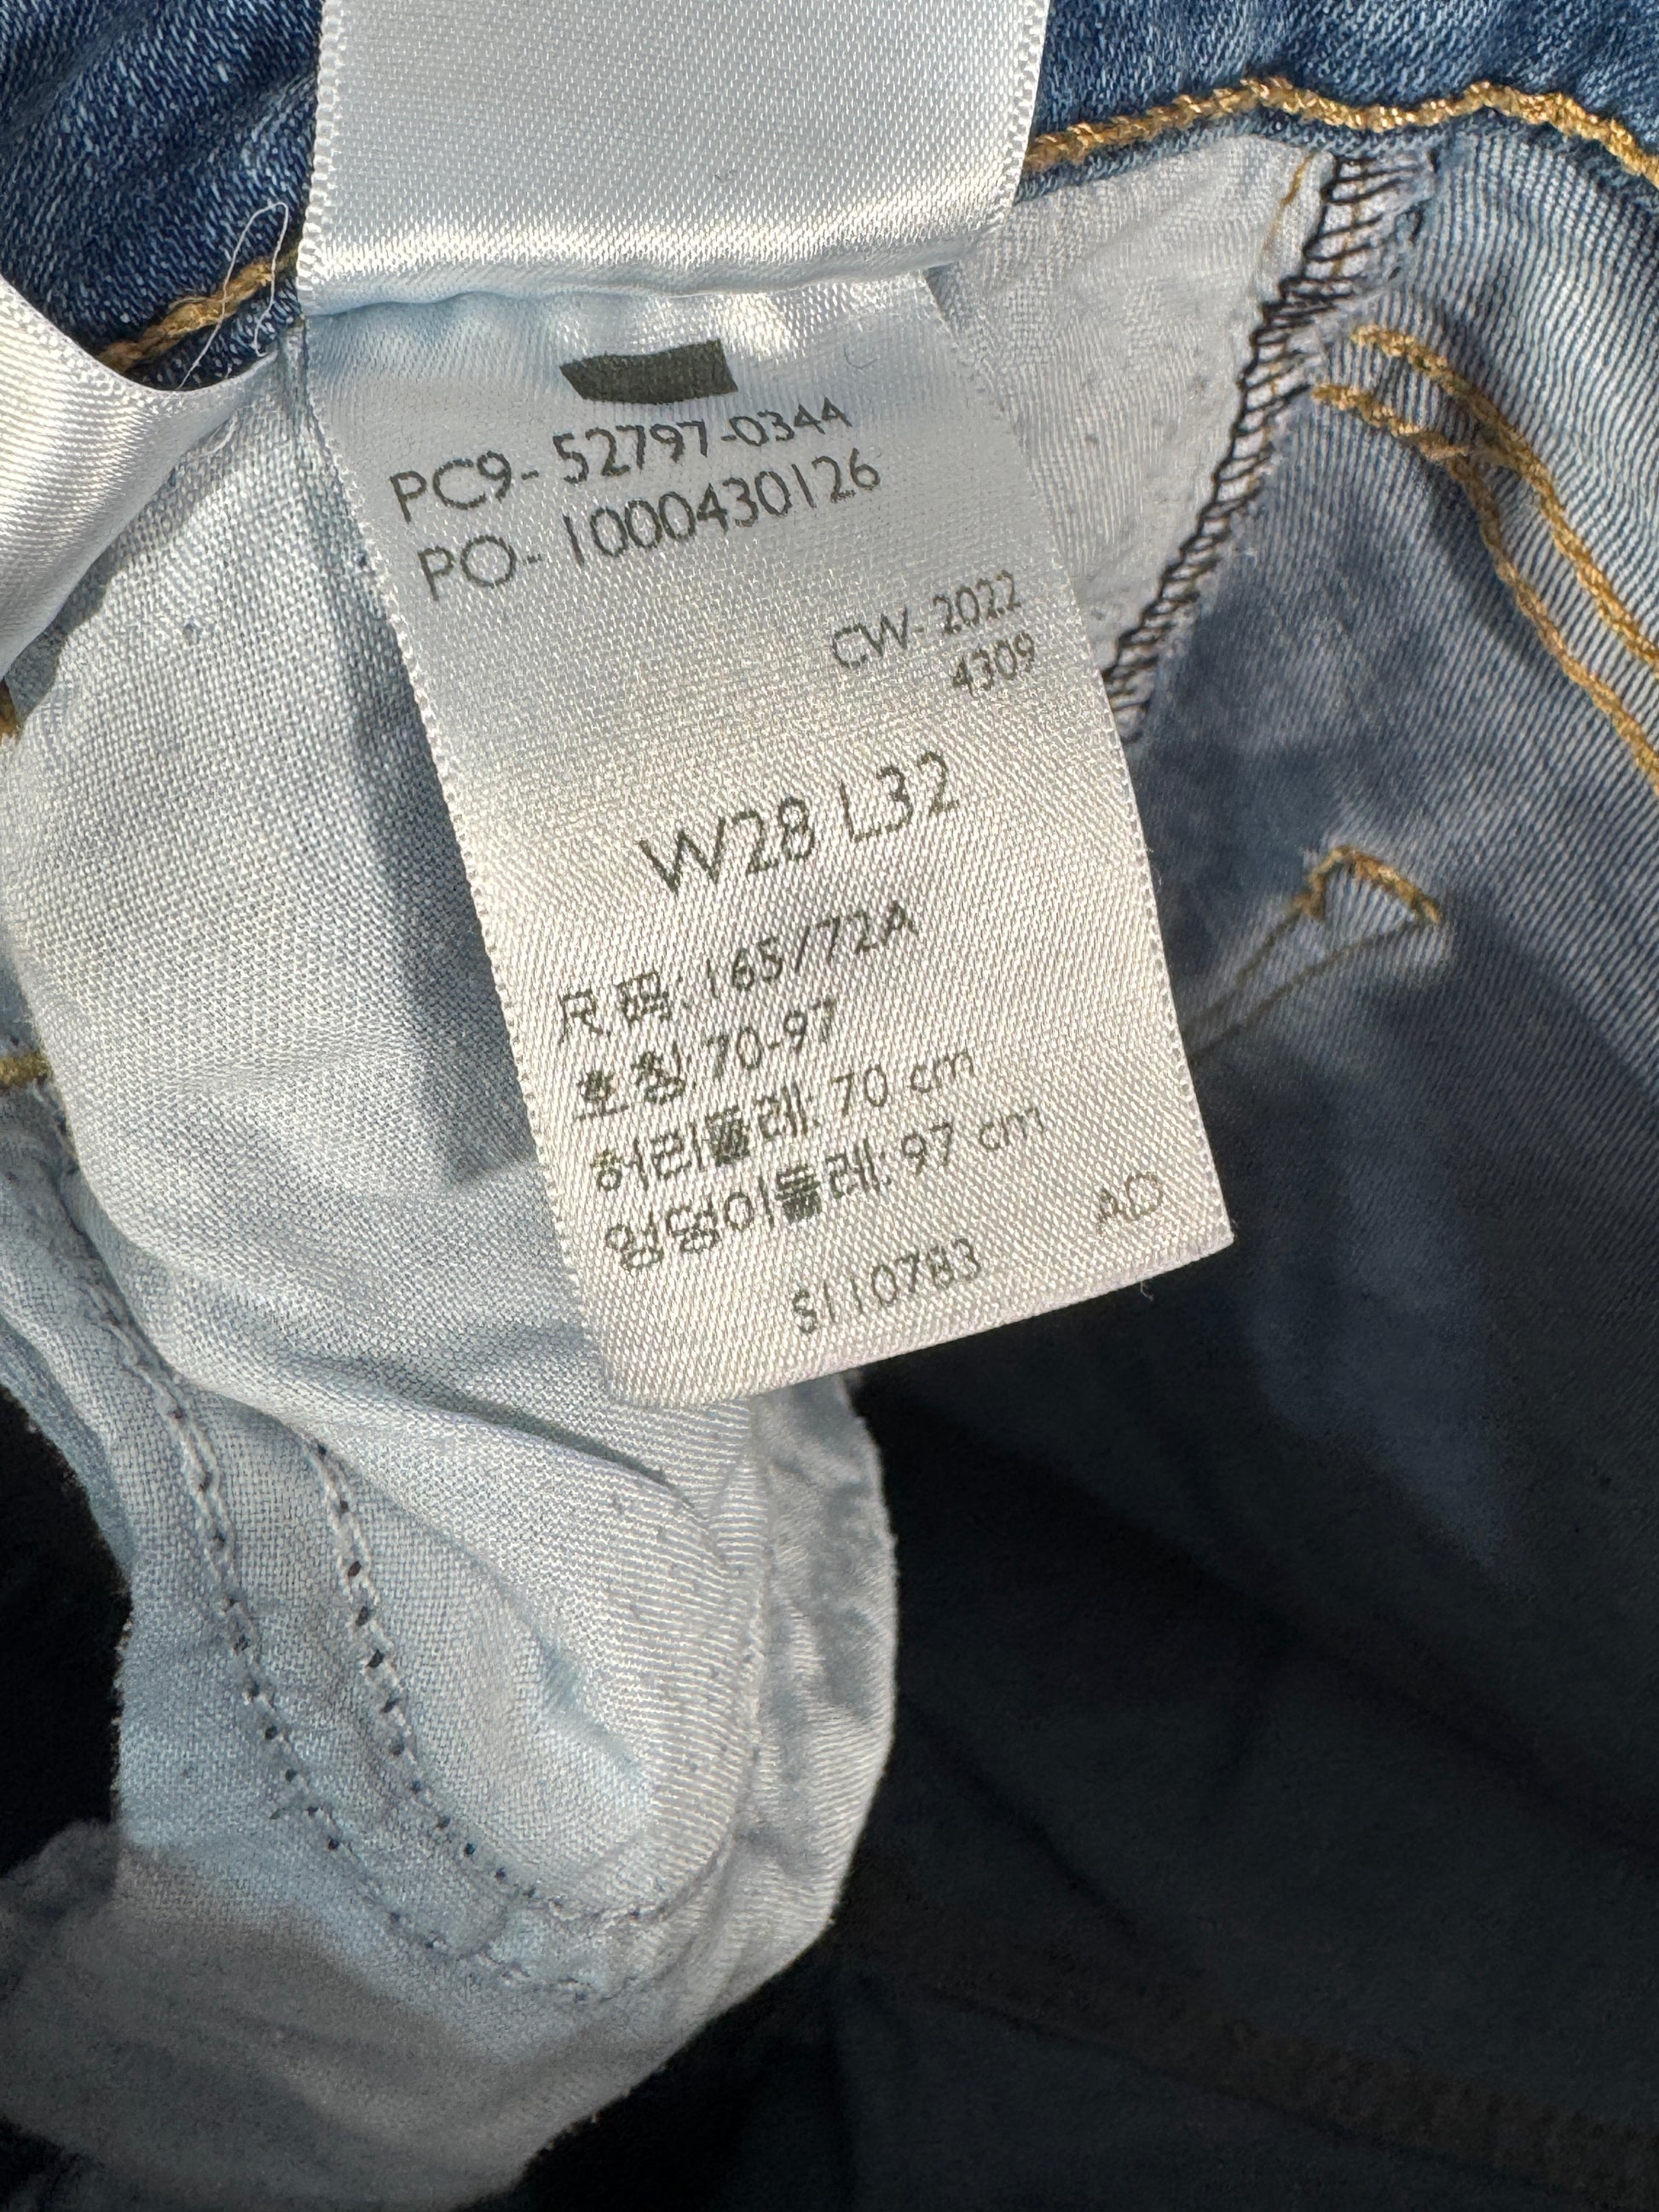 PC9- 52797-0344
PO- 1000430126
CW- 2022
4309
W28 L32
尺码: 165/72A
호칭: 70-97
허리둘레: 70 cm
엉덩이둘레: 97 cm
AD
S110783